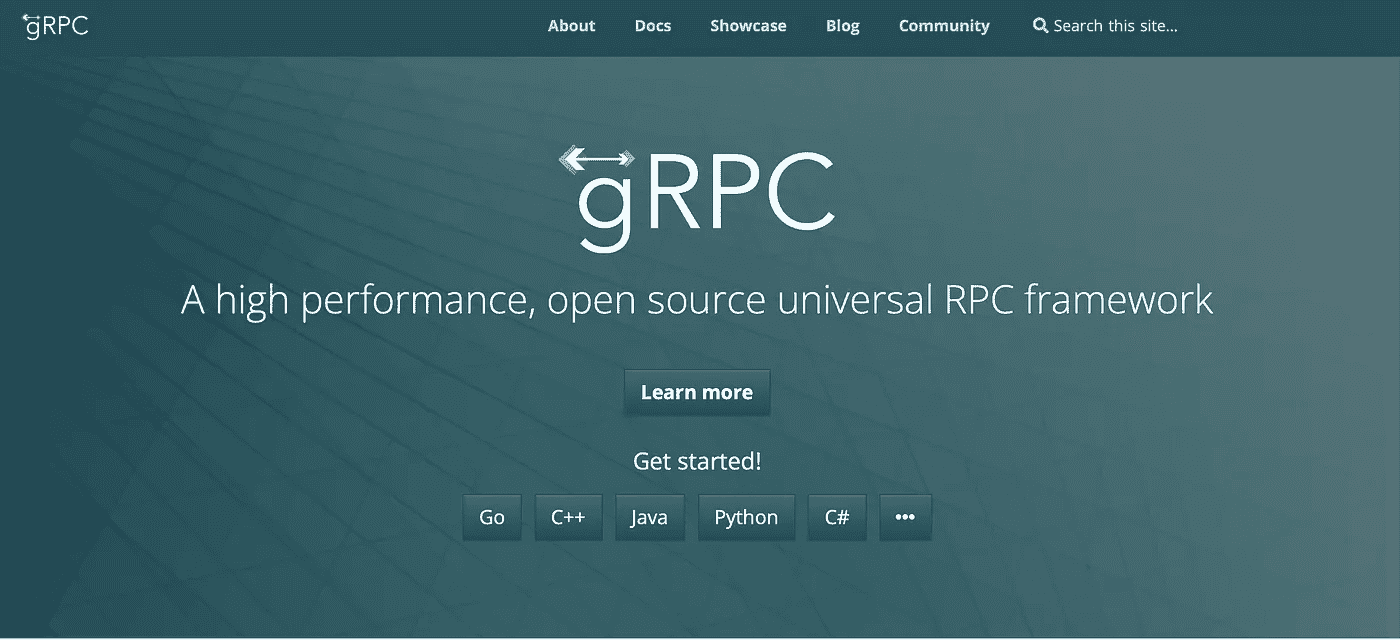 gRPC About Docs Showcase Blog Community Search this site...
gRPC
A high performance, open source universal RPC framework
Learn more
Get started!
Go C++ Java Python C# •••